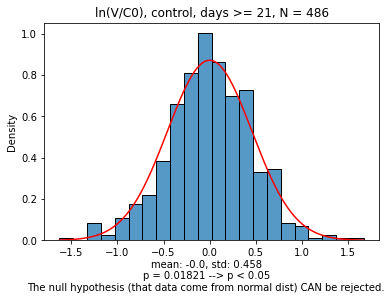 ln(V/C0), control, days >= 21, N = 486
1.0
0.8
0.6
0.4
0.2
0.0
Density
−1.5 −1.0 −0.5 0.0 0.5 1.0 1.5
mean: -0.0, std: 0.458
p = 0.01821 --> p < 0.05
The null hypothesis (that data come from normal dist) CAN be rejected.